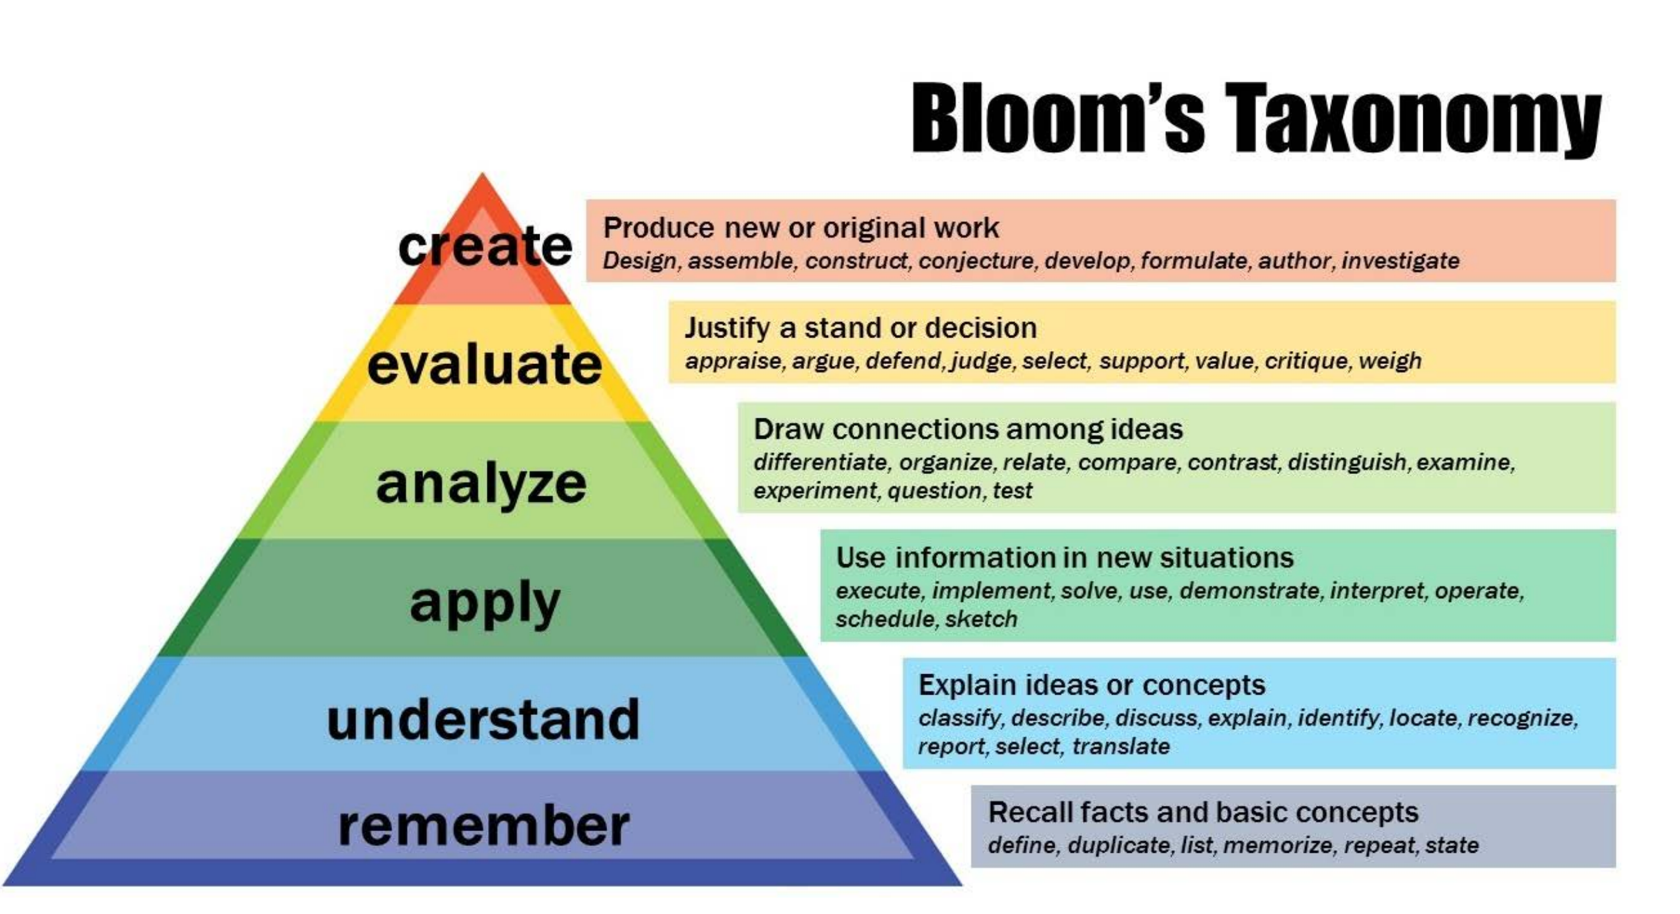 Bloom's Taxonomy
create
Produce new or original work
Design, assemble, construct, conjecture, develop, formulate, author, investigate
evaluate
Justify a stand or decision
appraise, argue, defend, judge, select, support, value, critique, weigh
analyze
Draw connections among ideas
differentiate, organize, relate, compare, contrast, distinguish, examine,
experiment, question, test
apply
Use information in new situations
execute, implement, solve, use, demonstrate, interpret, operate,
schedule, sketch
understand
Explain ideas or concepts
classify, describe, discuss, explain, identify, locate, recognize,
report, select, translate
remember
Recall facts and basic concepts
define, duplicate, list, memorize, repeat, state